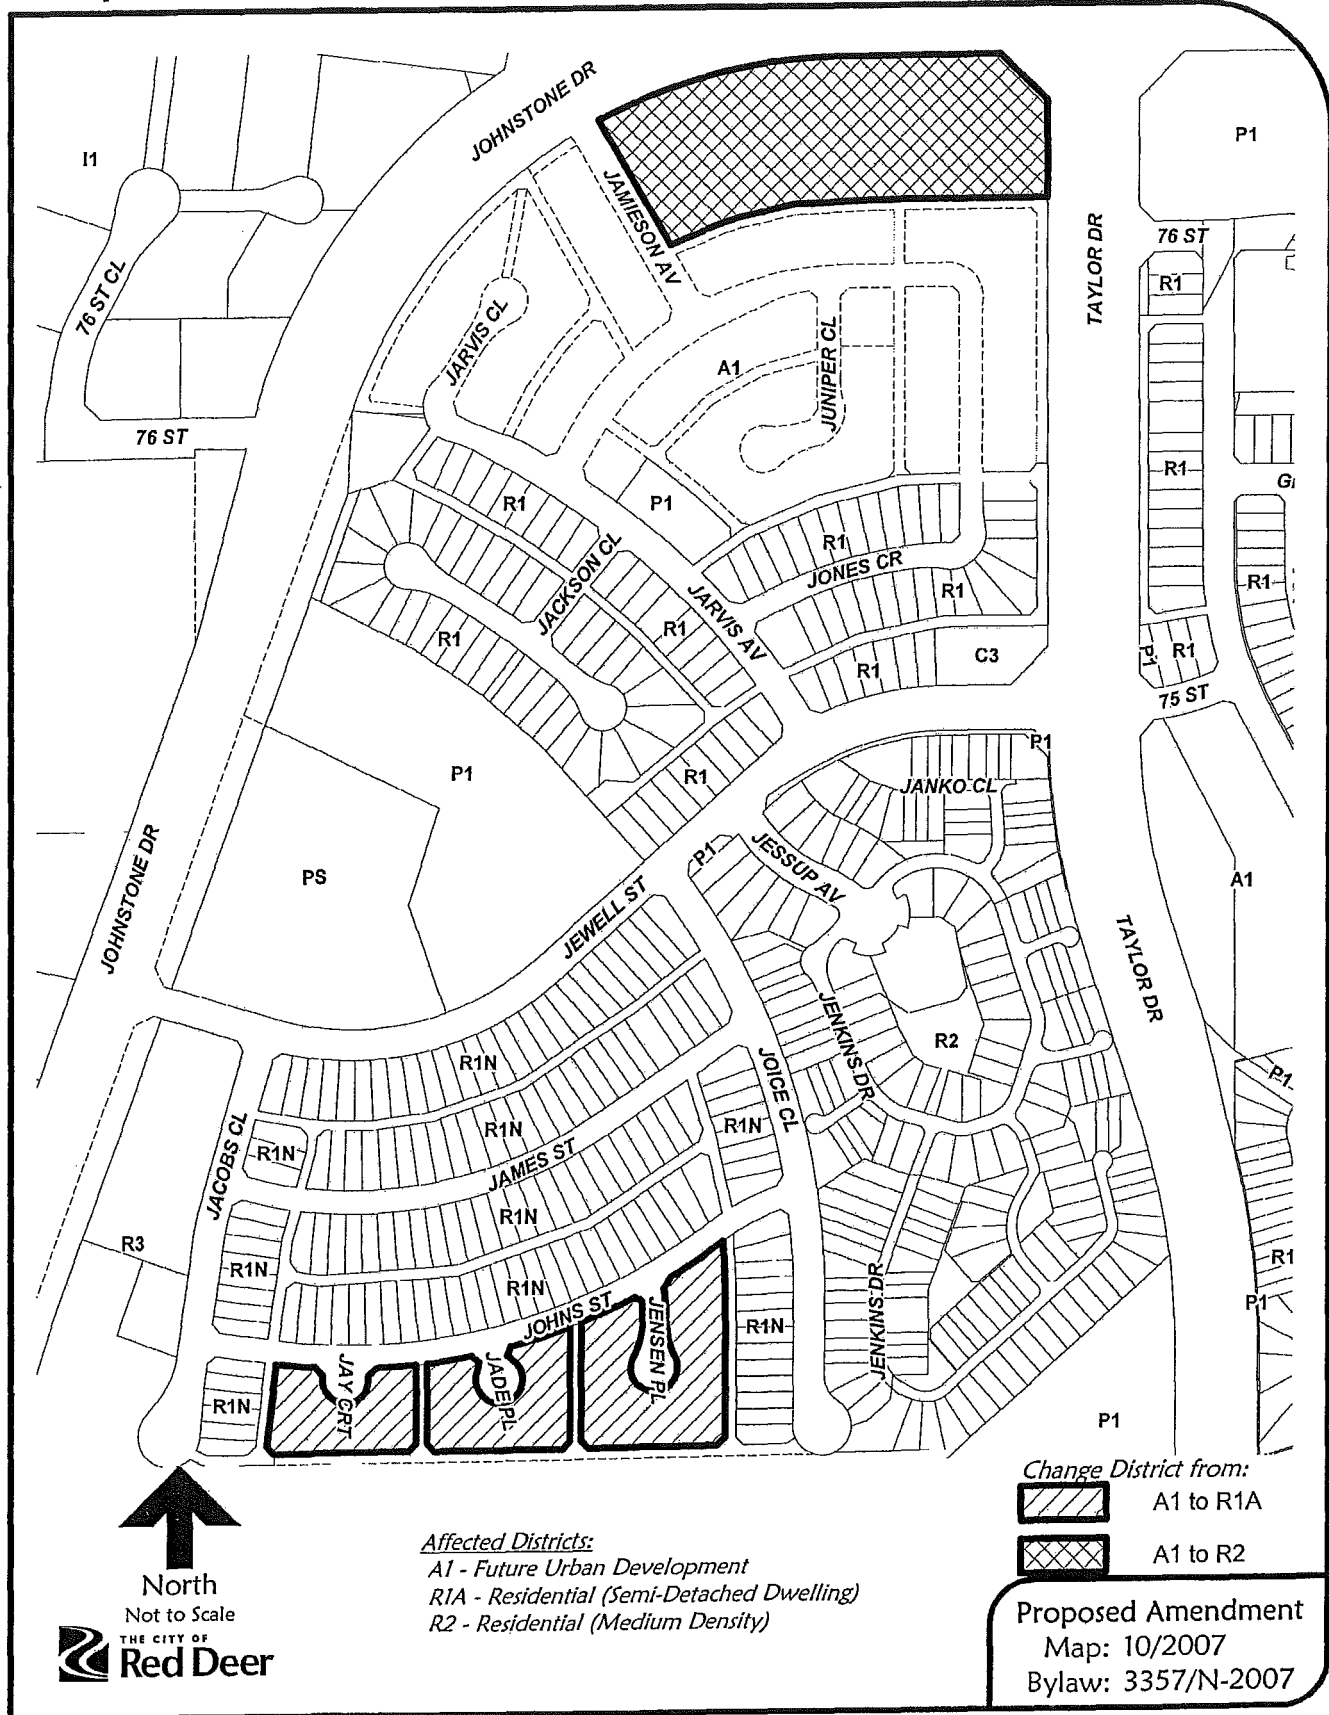 JOHNSTONE DR
P1
I1
JAMIESON AV
TAYLOR DR
76 ST
R1
76 ST CL
JARVIS CL
JUNIPER CL
A1
76 ST
R1
P1
R1
R1
JACKSON CL
JONES CR
R1
R1
JARVIS AV
R1
R1
C3
P1
R1
R1
75 ST
P1
R1
P1
JANKO CL
JOHNSTONE DR
PS
P1
JESSUP AV
A1
JEWELL ST
TAYLOR DR
JENKINS DR
R2
R1N
JOICE CL
P1
JACOBS CL
R1N
R1N
R1N
JAMES ST
R1N
R3
R1N
R1N
R1
P1
JOHNS ST
JENSEN PL
R1N
JENKINS DR
JAY CRT
JADE PL
R1N
P1
Change District from:
A1 to R1A
A1 to R2
Affected Districts:
A1 - Future Urban Development
R1A - Residential (Semi-Detached Dwelling)
R2 - Residential (Medium Density)
North
Not to Scale
THE CITY OF
Red Deer
Proposed Amendment
Map: 10/2007
Bylaw: 3357/N-2007